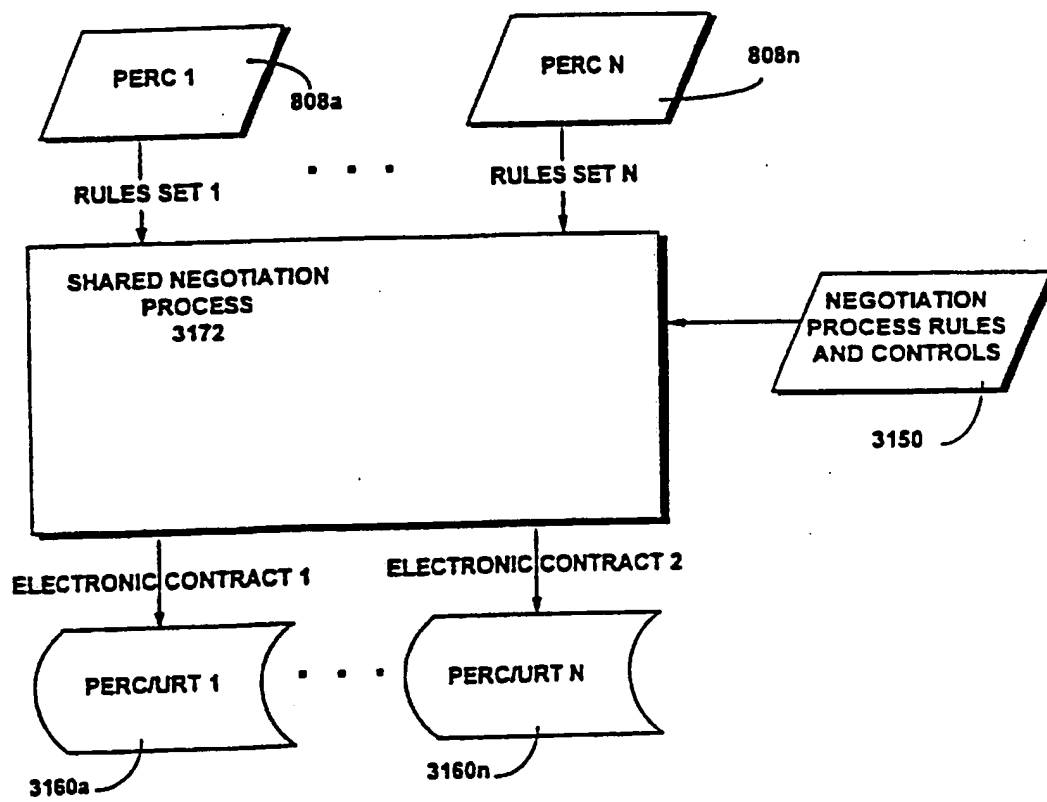 PERC 1
808a
PERC N
808n
RULES SET 1
RULES SET N
SHARED NEGOTIATION
PROCESS
3172
NEGOTIATION
PROCESS RULES
AND CONTROLS
3150
ELECTRONIC CONTRACT 1
ELECTRONIC CONTRACT 2
PERC/URT 1
PERC/URT N
3160a
3160n